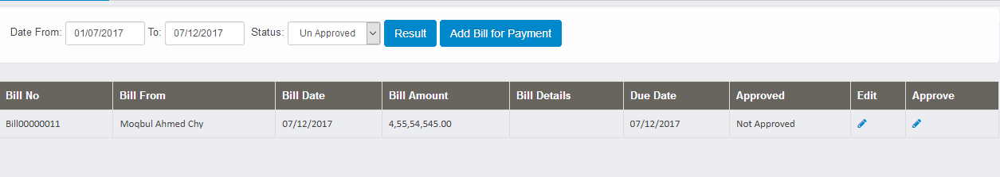 Date From: 01/07/2017 To: 07/12/2017 Status: Un Approved Result Add Bill for Payment
Bill No Bill From Bill Date Bill Amount Bill Details Due Date Approved Edit Approve
Bill00000011 Moqbul Ahmed Chy 07/12/2017 4,55,54,545.00 07/12/2017 Not Approved